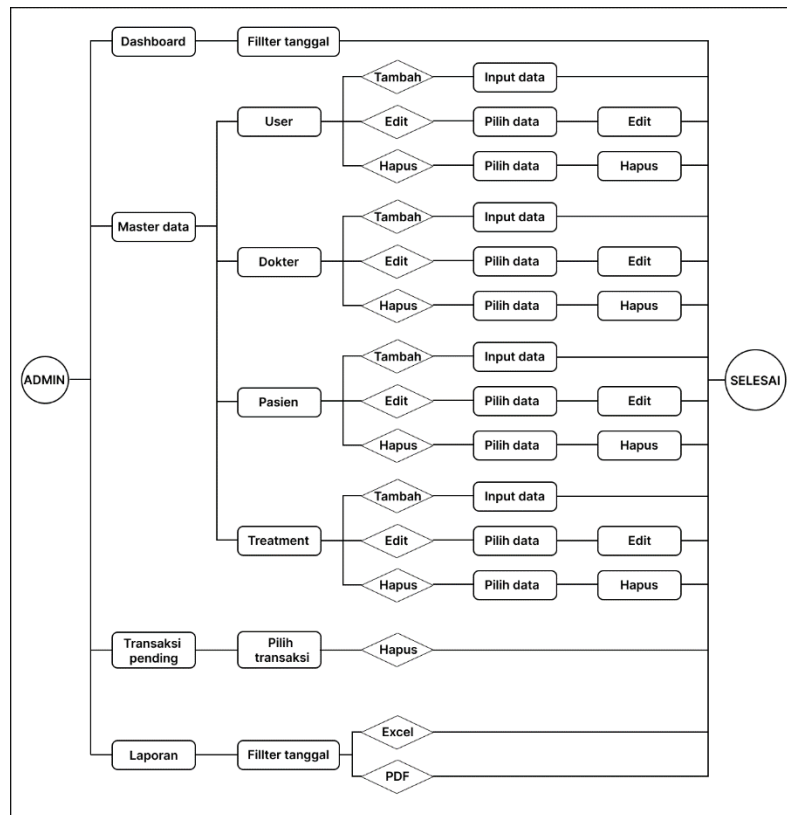 Dashboard
Fillter tanggal
Tambah
Input data
User
Edit
Pilih data
Edit
Hapus
Pilih data
Hapus
Master data
Tambah
Input data
Dokter
Edit
Pilih data
Edit
Hapus
Pilih data
Hapus
ADMIN
SELESAI
Tambah
Input data
Pasien
Edit
Pilih data
Edit
Hapus
Pilih data
Hapus
Tambah
Input data
Treatment
Edit
Pilih data
Edit
Hapus
Pilih data
Hapus
Transaksi
pending
Pilih
transaksi
Hapus
Laporan
Fillter tanggal
Excel
PDF